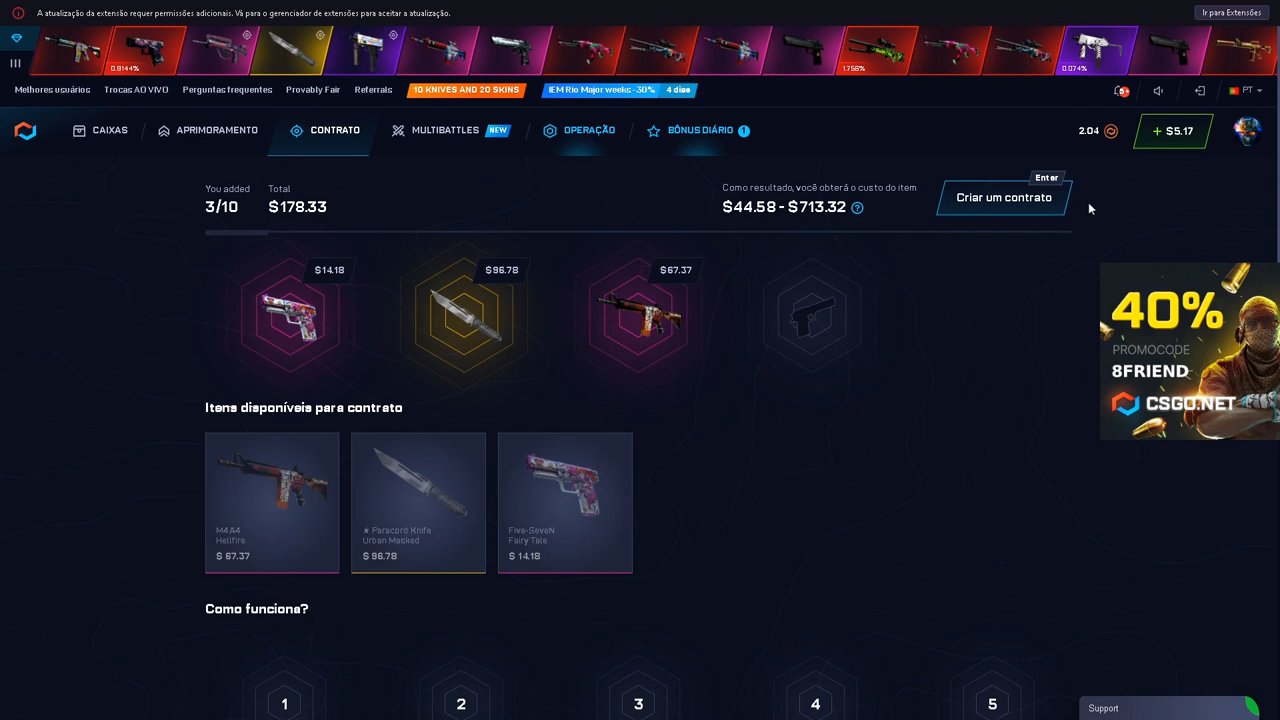 A atualização da extensão requer permissões adicionais. Vá para o gerenciador de extensões para aceitar a atualização.
Ir para Extensões
0.9144%
1.756%
0.074%
Melhores usuários
Trocas AO VIVO
Perguntas frequentes
Provably Fair
Referrals
10 KNIVES AND 20 SKINS
IEM Rio Major weeks -30%
4 dias
5+
PT
CAIXAS
APRIMORAMENTO
CONTRATO
MULTIBATTLES NEW
OPERAÇÃO
BÔNUS DIÁRIO 1
2.04
+ $5.17
You added
3/10
Total
$178.33
Como resultado, você obterá o custo do item
$44.58 - $713.32 ?
Enter
Criar um contrato
$14.18
$96.78
$67.37
40%
PROMOCODE
8FRIEND
CSGO.NET
Itens disponíveis para contrato
M4A4
Hellfire
$ 67.37
★ Paracord Knife
Urban Masked
$ 96.78
Five-SeveN
Fairy Tale
$ 14.18
Como funciona?
1
2
3
4
5
Support